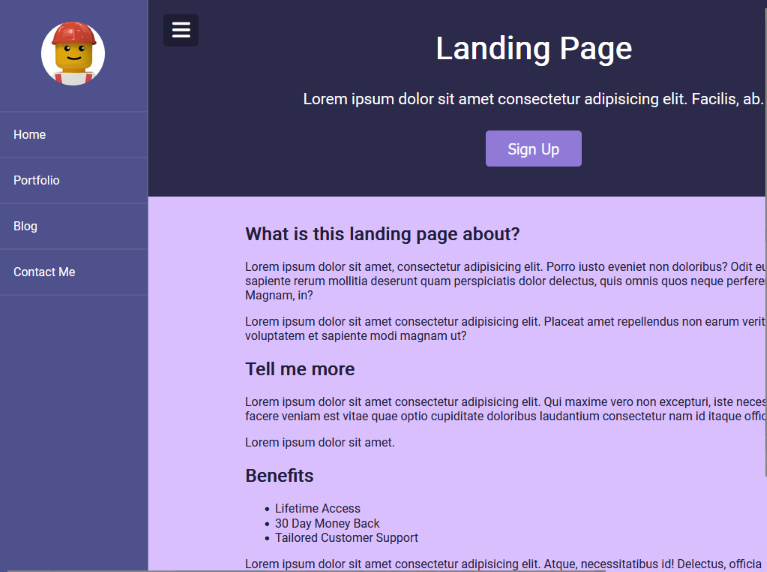 Home
Portfolio
Blog
Contact Me
Landing Page
Lorem ipsum dolor sit amet consectetur adipisicing elit. Facilis, ab.
Sign Up
What is this landing page about?
Lorem ipsum dolor sit amet, consectetur adipisicing elit. Porro iusto eveniet non doloribus? Odit
sapiente rerum mollitia deserunt quam perspiciatis dolor delectus, quis omnis quos neque
Magnam, in?
Lorem ipsum dolor sit amet consectetur adipisicing elit. Placeat amet repellendus non earum
voluptatem et sapiente modi magnam ut?
Tell me more
Lorem ipsum dolor sit amet consectetur adipisicing elit. Qui maxime vero non excepturi, iste
facere veniam est vitae quae optio cupiditate doloribus laudantium consectetur nam id itaque
Lorem ipsum dolor sit amet.
Benefits
Lifetime Access
30 Day Money Back
Tailored Customer Support
Lorem ipsum dolor sit amet consectetur adipisicing elit. Atque, necessitatibus id! Delectus, officia